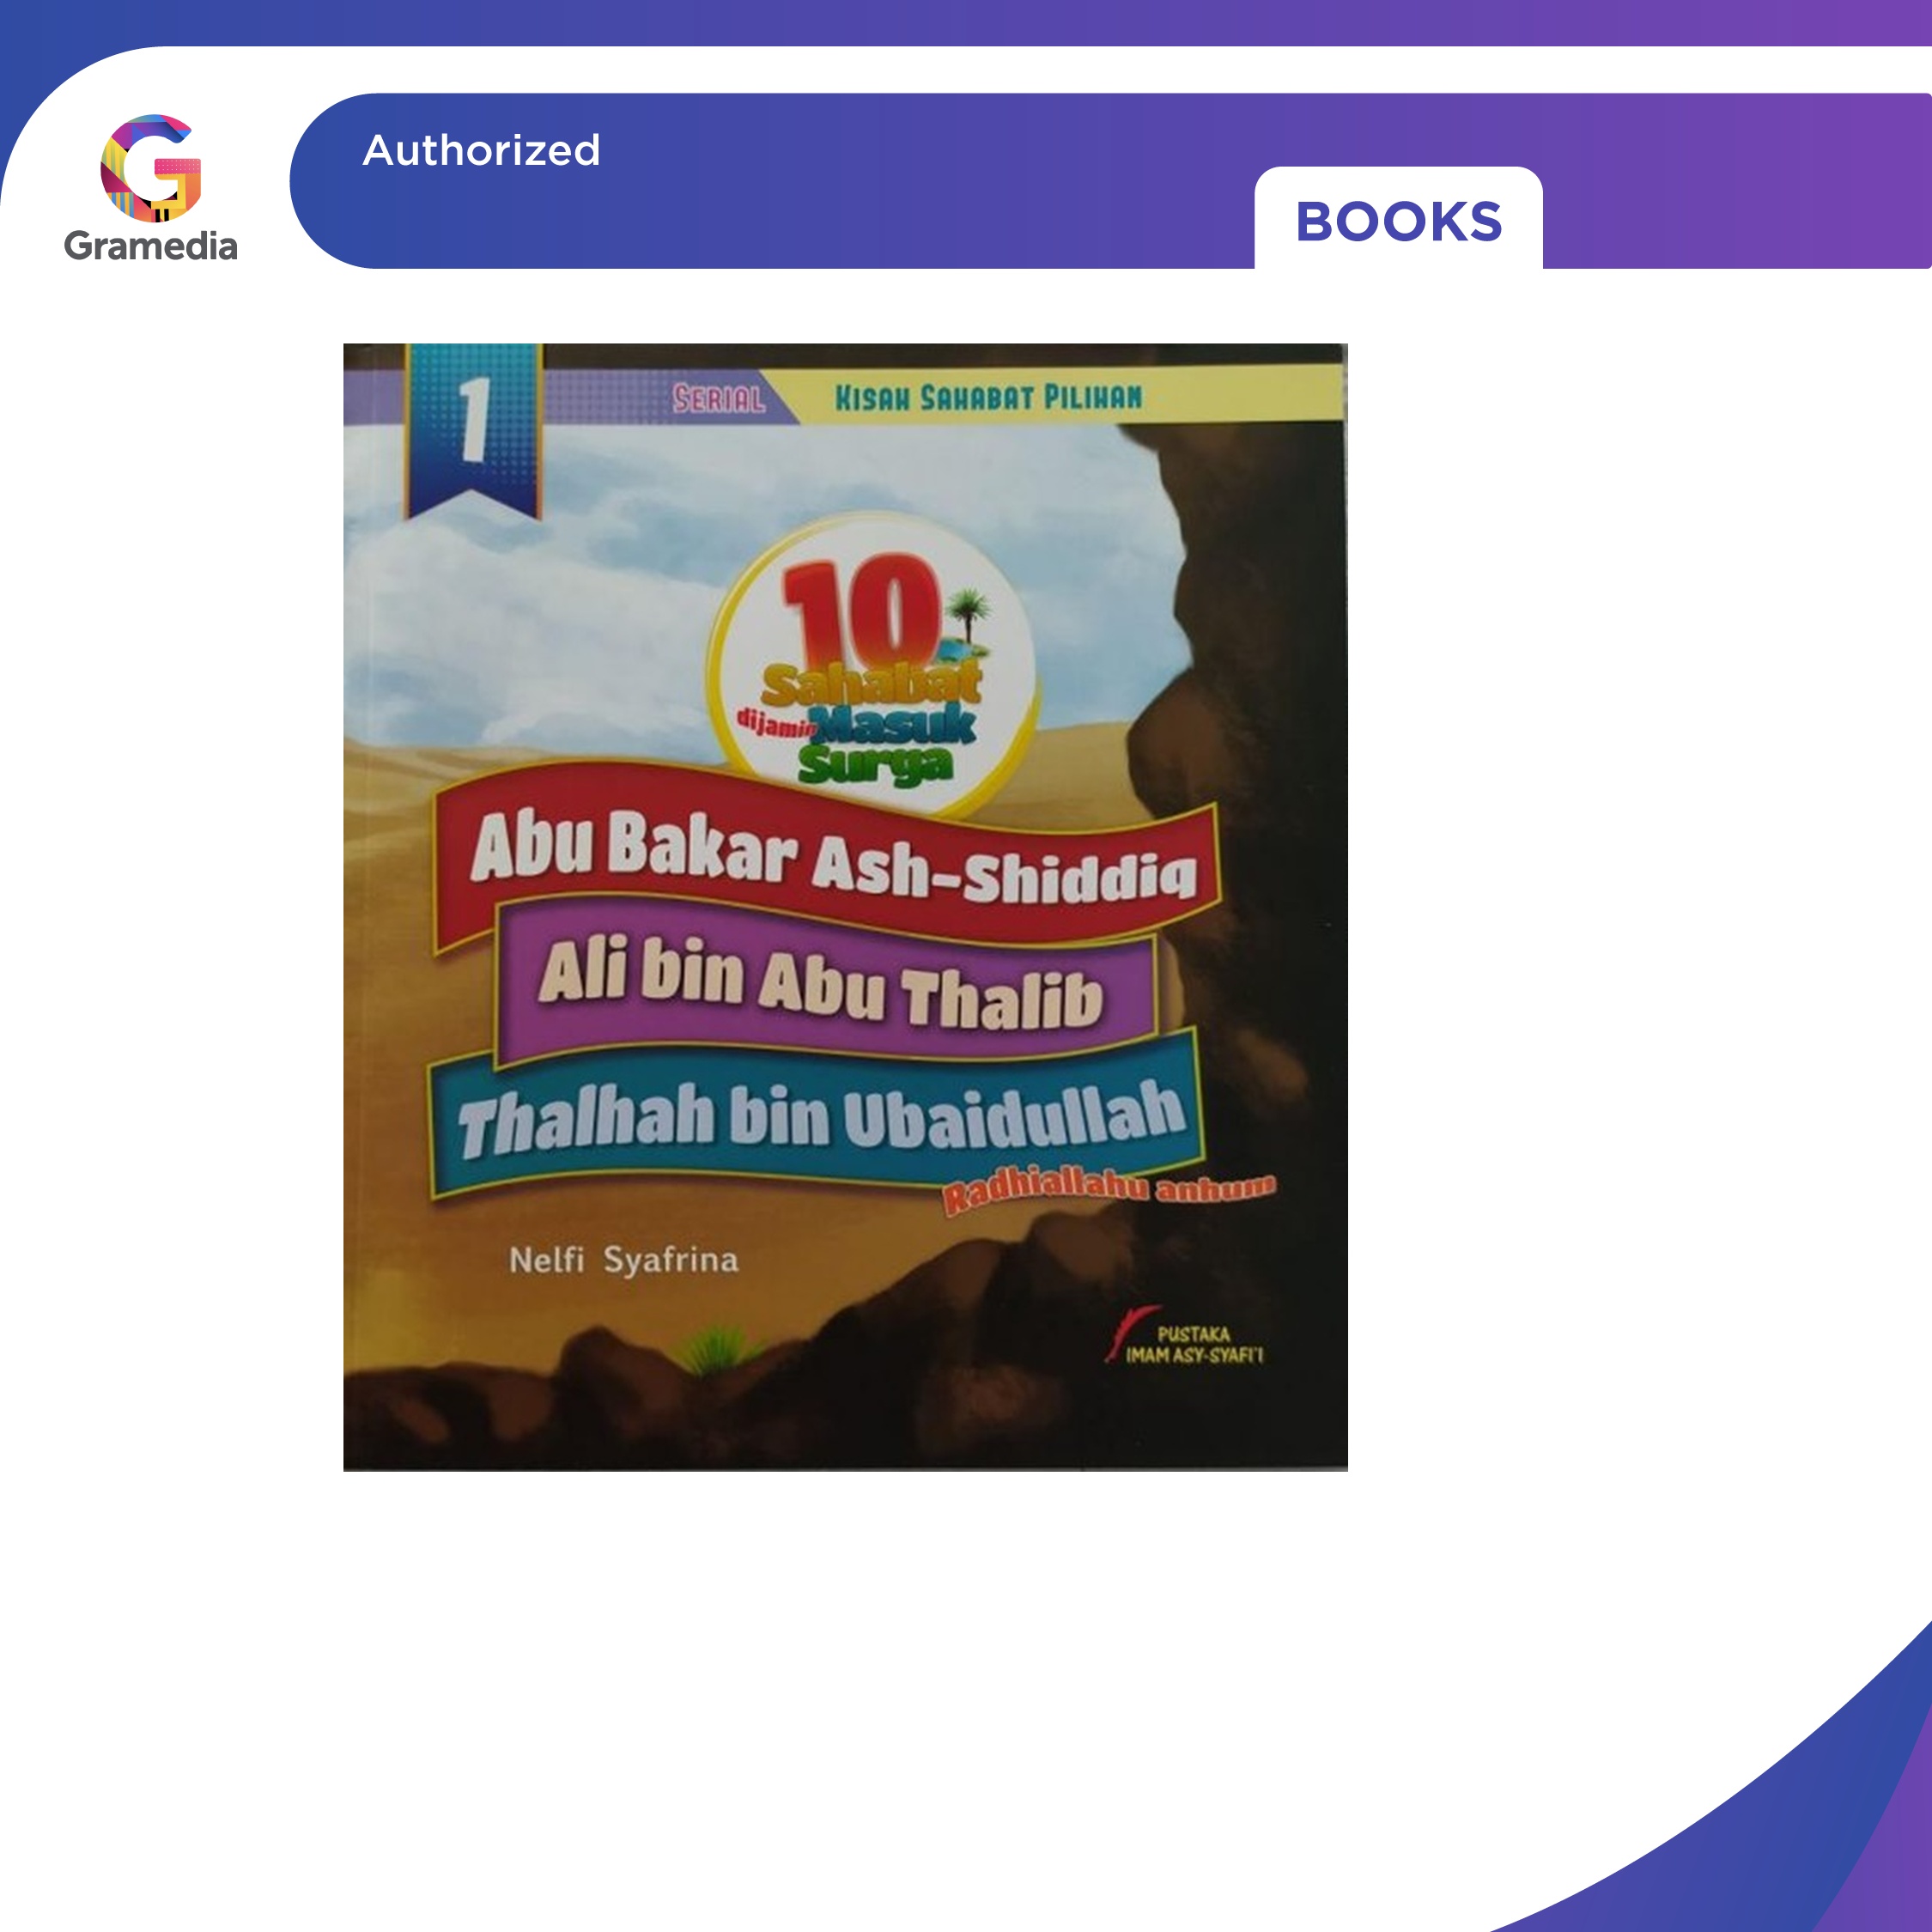 Gramedia
Authorized
BOOKS
1
SERIAL
KISAH SAHABAT PILIHAN
10
Sahabat
dijamin Masuk
Surga
Abu Bakar Ash-Shiddiq
Ali bin Abu Thalib
Thalhah bin Ubaidullah
Radhiallahu anhum
Nelfi Syafrina
PUSTAKA
IMAM ASY-SYAFI'I